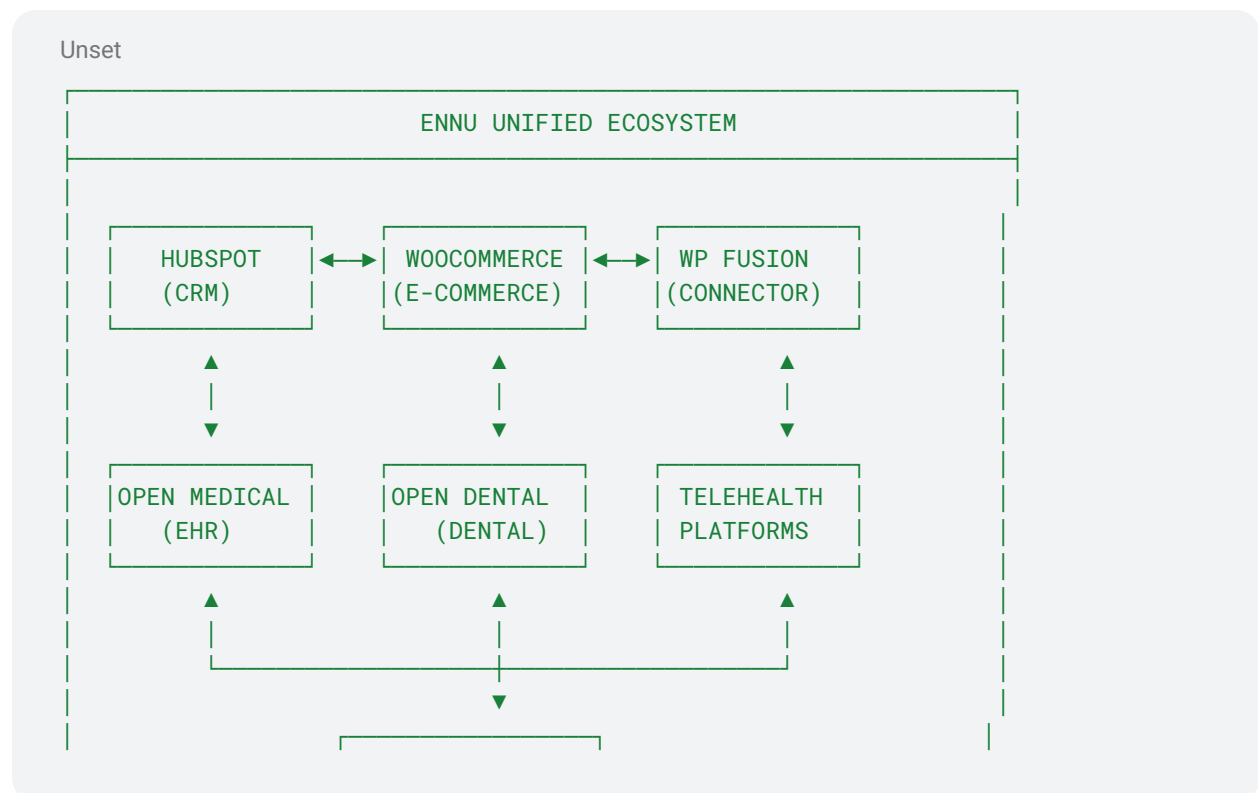 Unset
ENNU UNIFIED ECOSYSTEM
HUBSPOT WOOCOMMERCE WP FUSION
(CRM) (E-COMMERCE) (CONNECTOR)
OPEN MEDICAL OPEN DENTAL TELEHEALTH
(EHR) (DENTAL) PLATFORMS